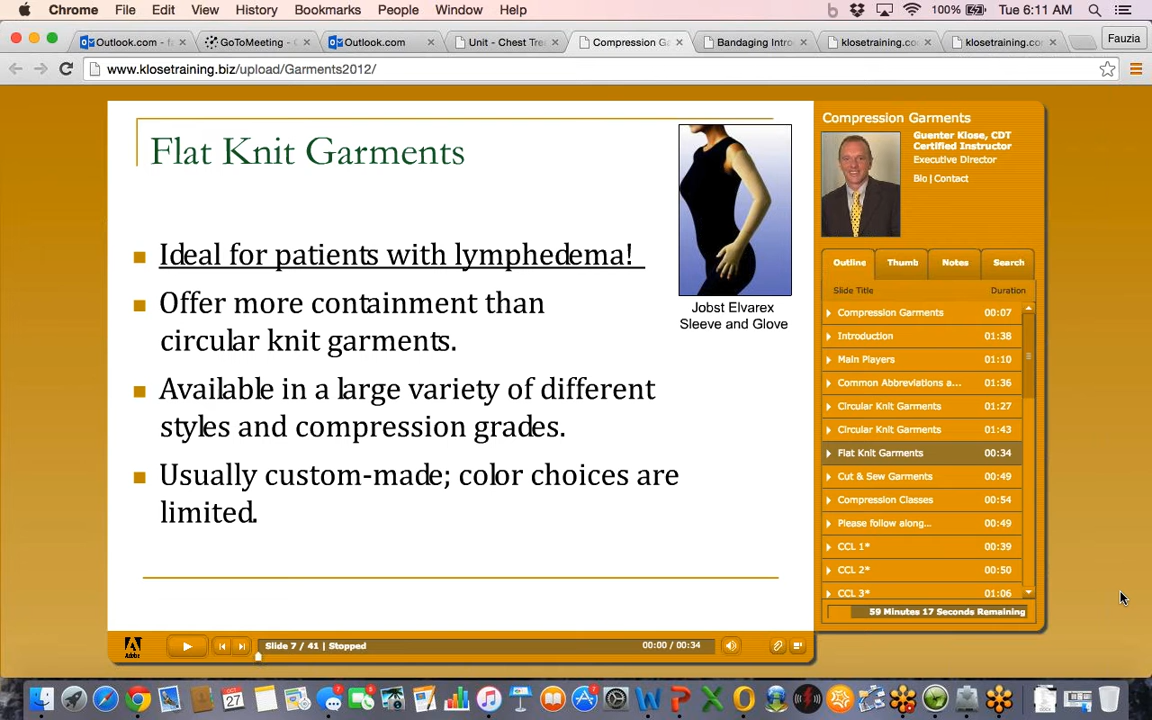 Chrome File Edit View History Bookmarks People Window Help
100% Tue 6:11 AM
Outlook.com - fa
GoToMeeting - O
Outlook.com
Unit - Chest Tre
Compression Ga
Bandaging Intro
klosetraining.co
klosetraining.co
Fauzia
www.klosetraining.biz/upload/Garments2012/
Flat Knit Garments
Ideal for patients with lymphedema!
Offer more containment than
circular knit garments.
Available in a large variety of different
styles and compression grades.
Usually custom-made; color choices are
limited.
Jobst Elvarex
Sleeve and Glove
Compression Garments
Guenter Klose, CDT
Certified Instructor
Executive Director
Bio | Contact
Outline Thumb Notes Search
Slide Title Duration
Compression Garments 00:07
Introduction 01:38
Main Players 01:10
Common Abbreviations a... 01:36
Circular Knit Garments 01:27
Circular Knit Garments 01:43
Flat Knit Garments 00:34
Cut & Sew Garments 00:49
Compression Classes 00:54
Please follow along... 00:49
CCL 1* 00:39
CCL 2* 00:50
CCL 3* 01:06
59 Minutes 17 Seconds Remaining
Adobe
Slide 7 / 41 | Stopped 00:00 / 00:34
OCT
27